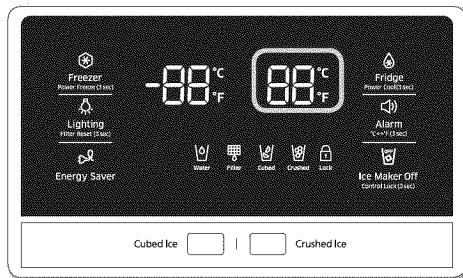 Freezer
Power Freeze (3 sec)
Lighting
Filter Reset (3 sec)
Energy Saver
-88 °C
°F
88 °C
°F
Water
Filter
Cubed
Crushed
Lock
Fridge
Power Cool(3 sec)
Alarm
°C↔°F (3 sec)
OFF
Ice Maker Off
Control Lock (3 sec)
Cubed Ice | Crushed Ice